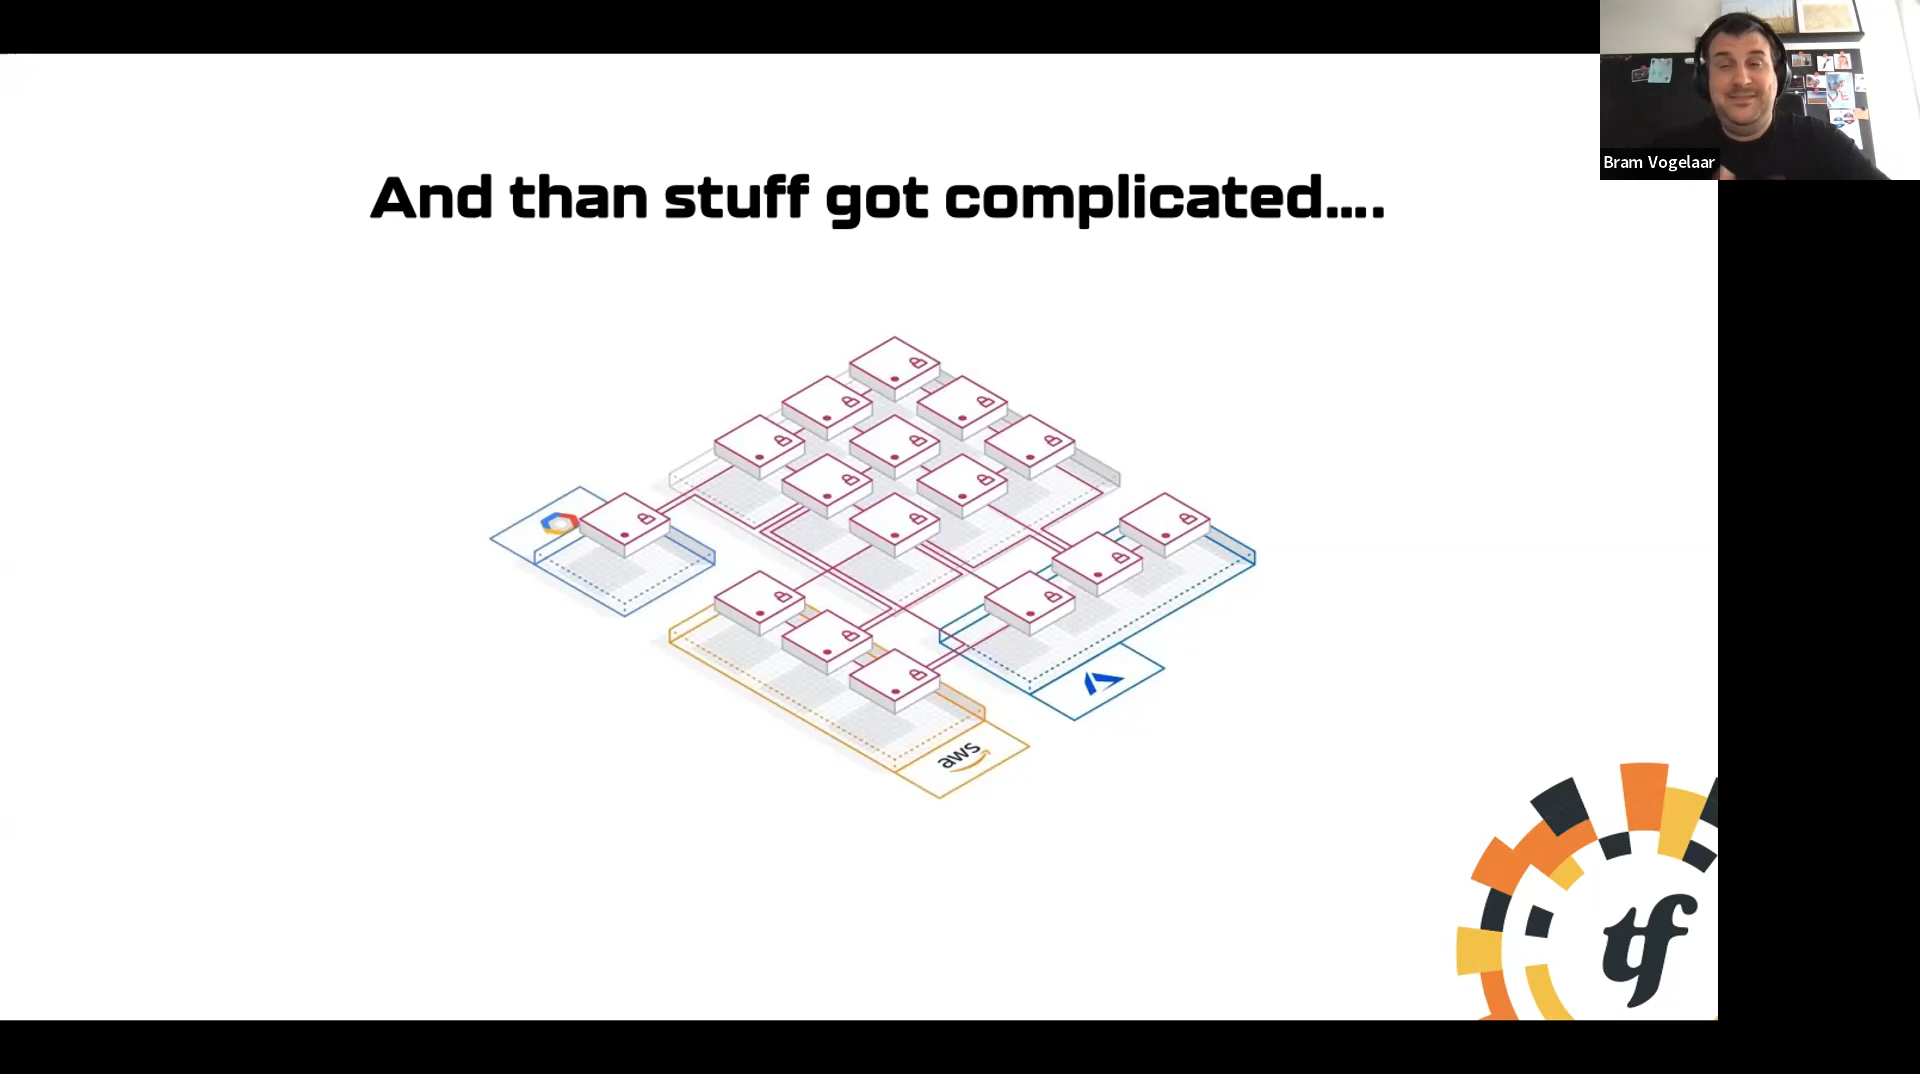 And than stuff got complicated....
Bram Vogelaar
aws
tf